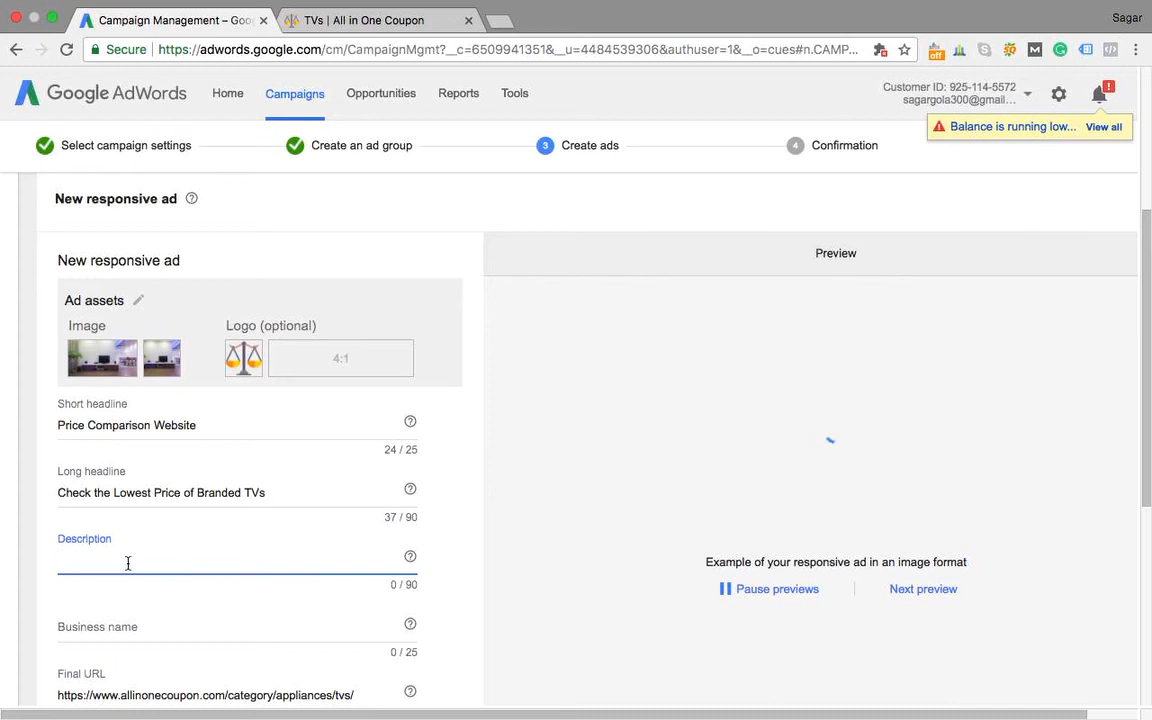 Campaign Management – Goo
TVs | All in One Coupon
Sagar
Secure
https://adwords.google.com/cm/CampaignMgmt?__c=6509941351&__u=4484539306&authuser=1&__o=cues#n.CAMP...
off
M
Google AdWords
Home
Campaigns
Opportunities
Reports
Tools
Customer ID: 925-114-5572
sagargola300@gmail...
!
Balance is running low...
View all
Select campaign settings
Create an ad group
3
Create ads
4
Confirmation
New responsive ad
?
New responsive ad
Preview
Ad assets
Image
Logo (optional)
4:1
Short headline
Price Comparison Website
?
24 / 25
Long headline
Check the Lowest Price of Branded TVs
?
37 / 90
Description
?
0 / 90
Business name
?
0 / 25
Final URL
https://www.allinonecoupon.com/category/appliances/tvs/
?
Example of your responsive ad in an image format
Pause previews
Next preview